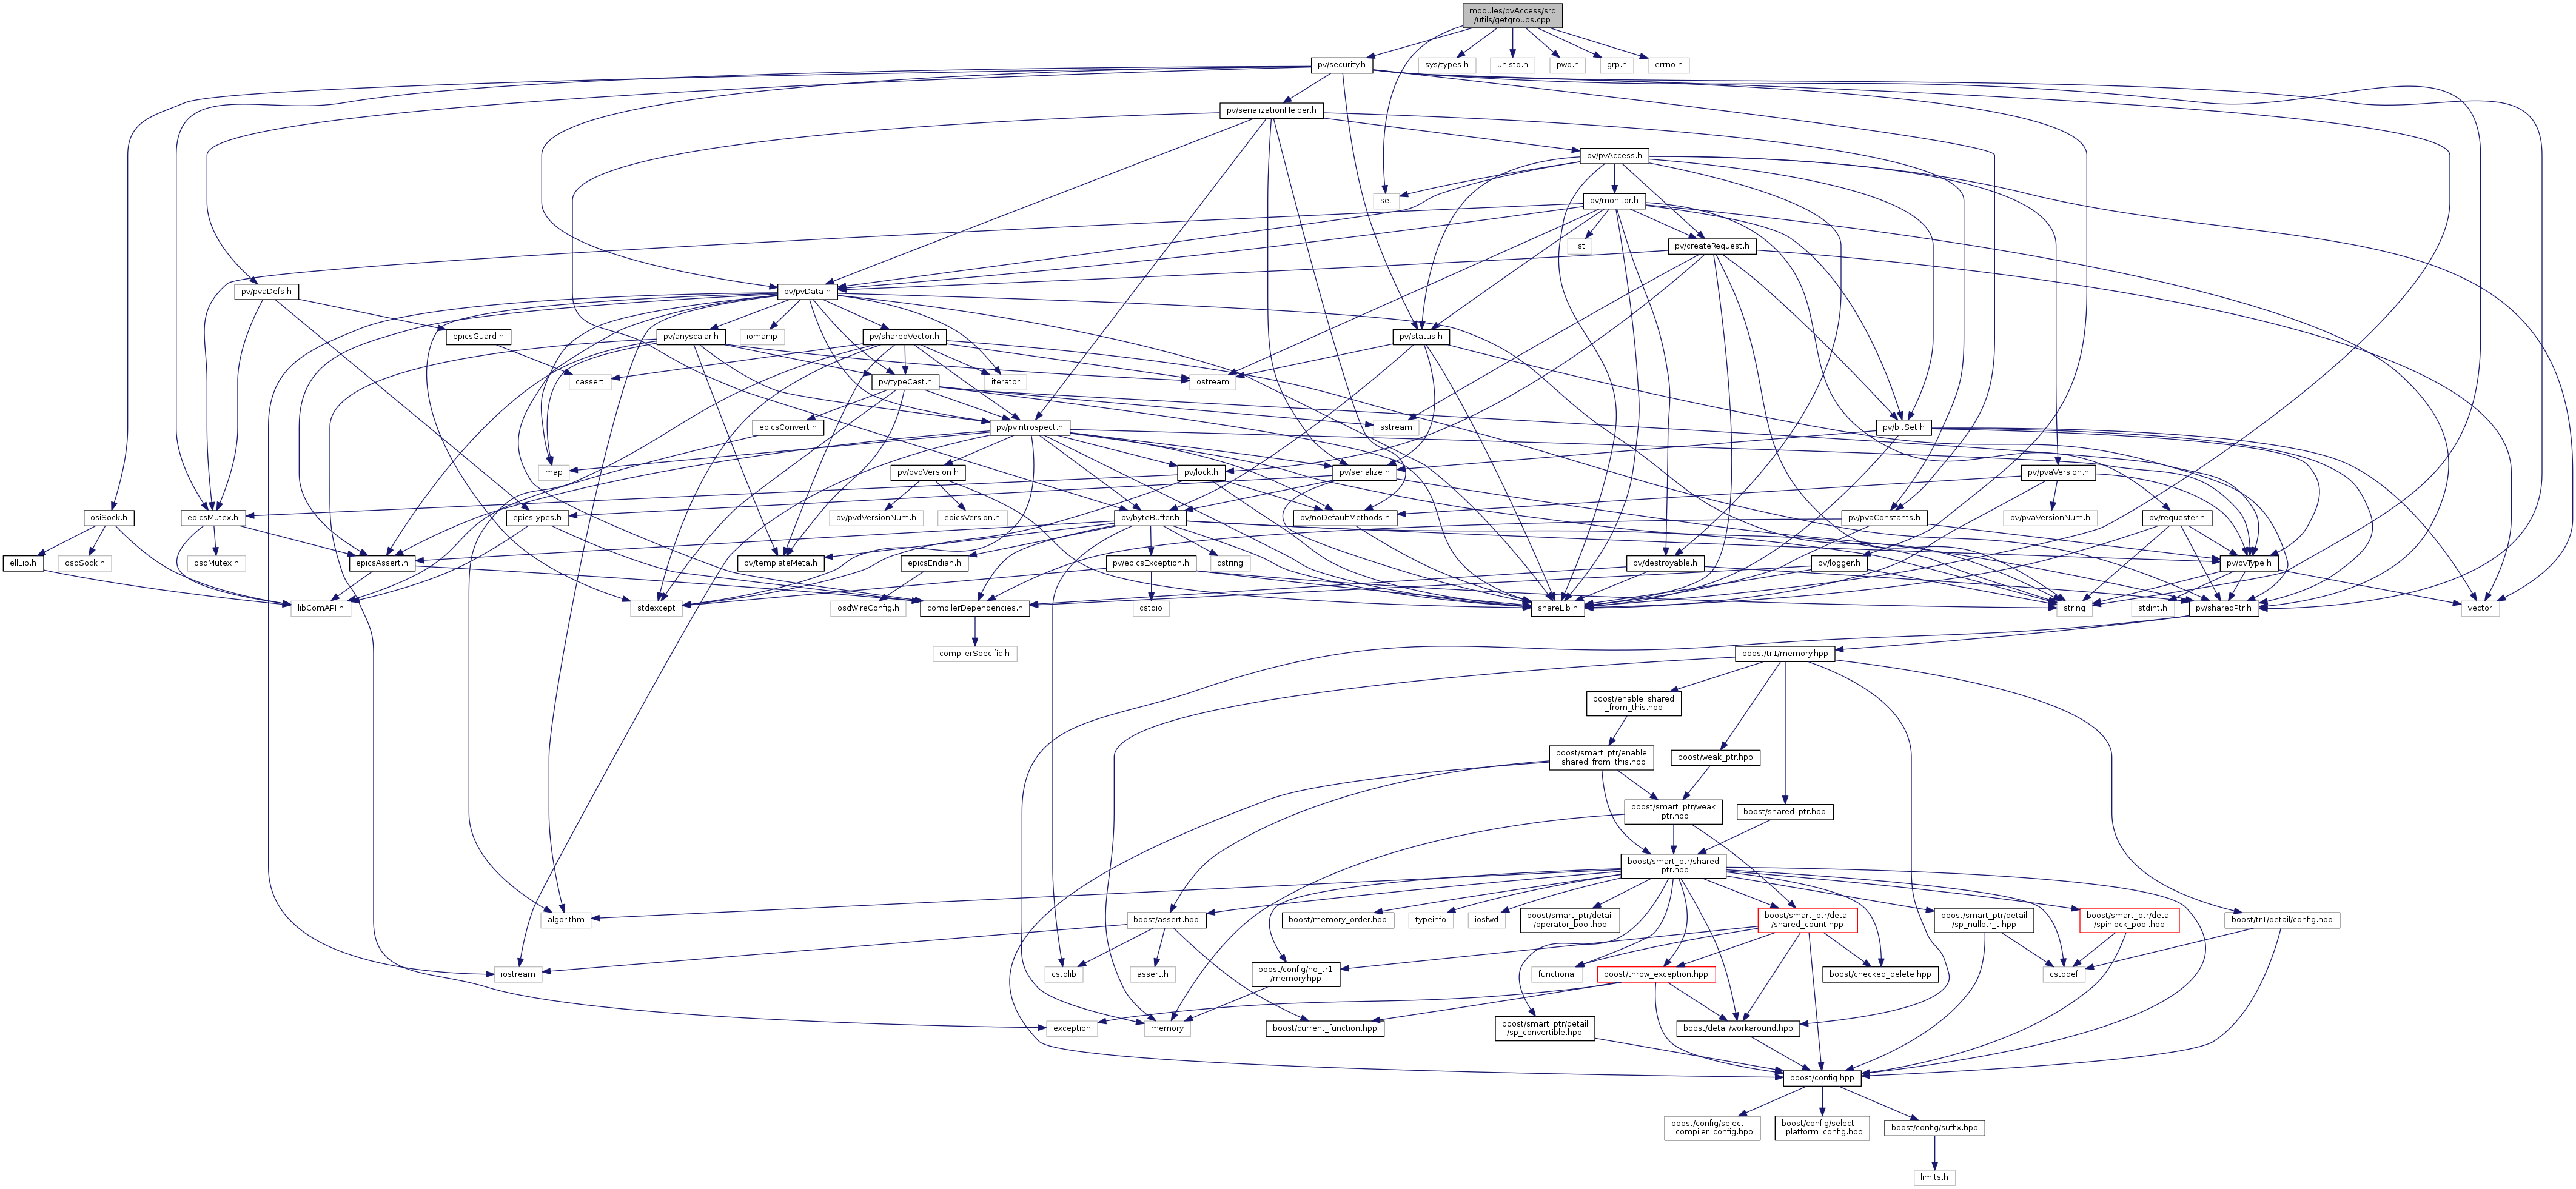 modules/pvAccess/src
/utils/getgroups.cpp
pv/security.h
sys/types.h
unistd.h
pwd.h
grp.h
errno.h
pv/serializationHelper.h
pv/pvAccess.h
set
pv/monitor.h
list
pv/createRequest.h
pv/pvaDefs.h
pv/pvData.h
epicsGuard.h
pv/anyscalar.h
iomanip
pv/sharedVector.h
pv/status.h
cassert
pv/typeCast.h
iterator
ostream
epicsConvert.h
pv/pvIntrospect.h
sstream
pv/bitSet.h
map
pv/pvdVersion.h
pv/lock.h
pv/serialize.h
pv/pvaVersion.h
osiSock.h
epicsMutex.h
epicsTypes.h
pv/pvdVersionNum.h
epicsVersion.h
pv/byteBuffer.h
pv/noDefaultMethods.h
pv/pvaConstants.h
pv/pvaVersionNum.h
pv/requester.h
ellLib.h
osdSock.h
osdMutex.h
epicsAssert.h
pv/templateMeta.h
epicsEndian.h
pv/epicsException.h
cstring
pv/destroyable.h
pv/logger.h
pv/pvType.h
libComAPI.h
stdexcept
osdWireConfig.h
compilerDependencies.h
cstdio
shareLib.h
string
stdint.h
pv/sharedPtr.h
vector
compilerSpecific.h
boost/tr1/memory.hpp
boost/enable_shared
_from_this.hpp
boost/smart_ptr/enable
_shared_from_this.hpp
boost/weak_ptr.hpp
boost/smart_ptr/weak
_ptr.hpp
boost/shared_ptr.hpp
boost/smart_ptr/shared
_ptr.hpp
algorithm
boost/assert.hpp
boost/memory_order.hpp
typeinfo
iosfwd
boost/smart_ptr/detail
/operator_bool.hpp
boost/smart_ptr/detail
/shared_count.hpp
boost/smart_ptr/detail
/sp_nullptr_t.hpp
boost/smart_ptr/detail
/spinlock_pool.hpp
boost/tr1/detail/config.hpp
iostream
cstdlib
assert.h
boost/config/no_tr1
/memory.hpp
functional
boost/throw_exception.hpp
boost/checked_delete.hpp
cstddef
exception
memory
boost/current_function.hpp
boost/smart_ptr/detail
/sp_convertible.hpp
boost/detail/workaround.hpp
boost/config.hpp
boost/config/select
_compiler_config.hpp
boost/config/select
_platform_config.hpp
boost/config/suffix.hpp
limits.h